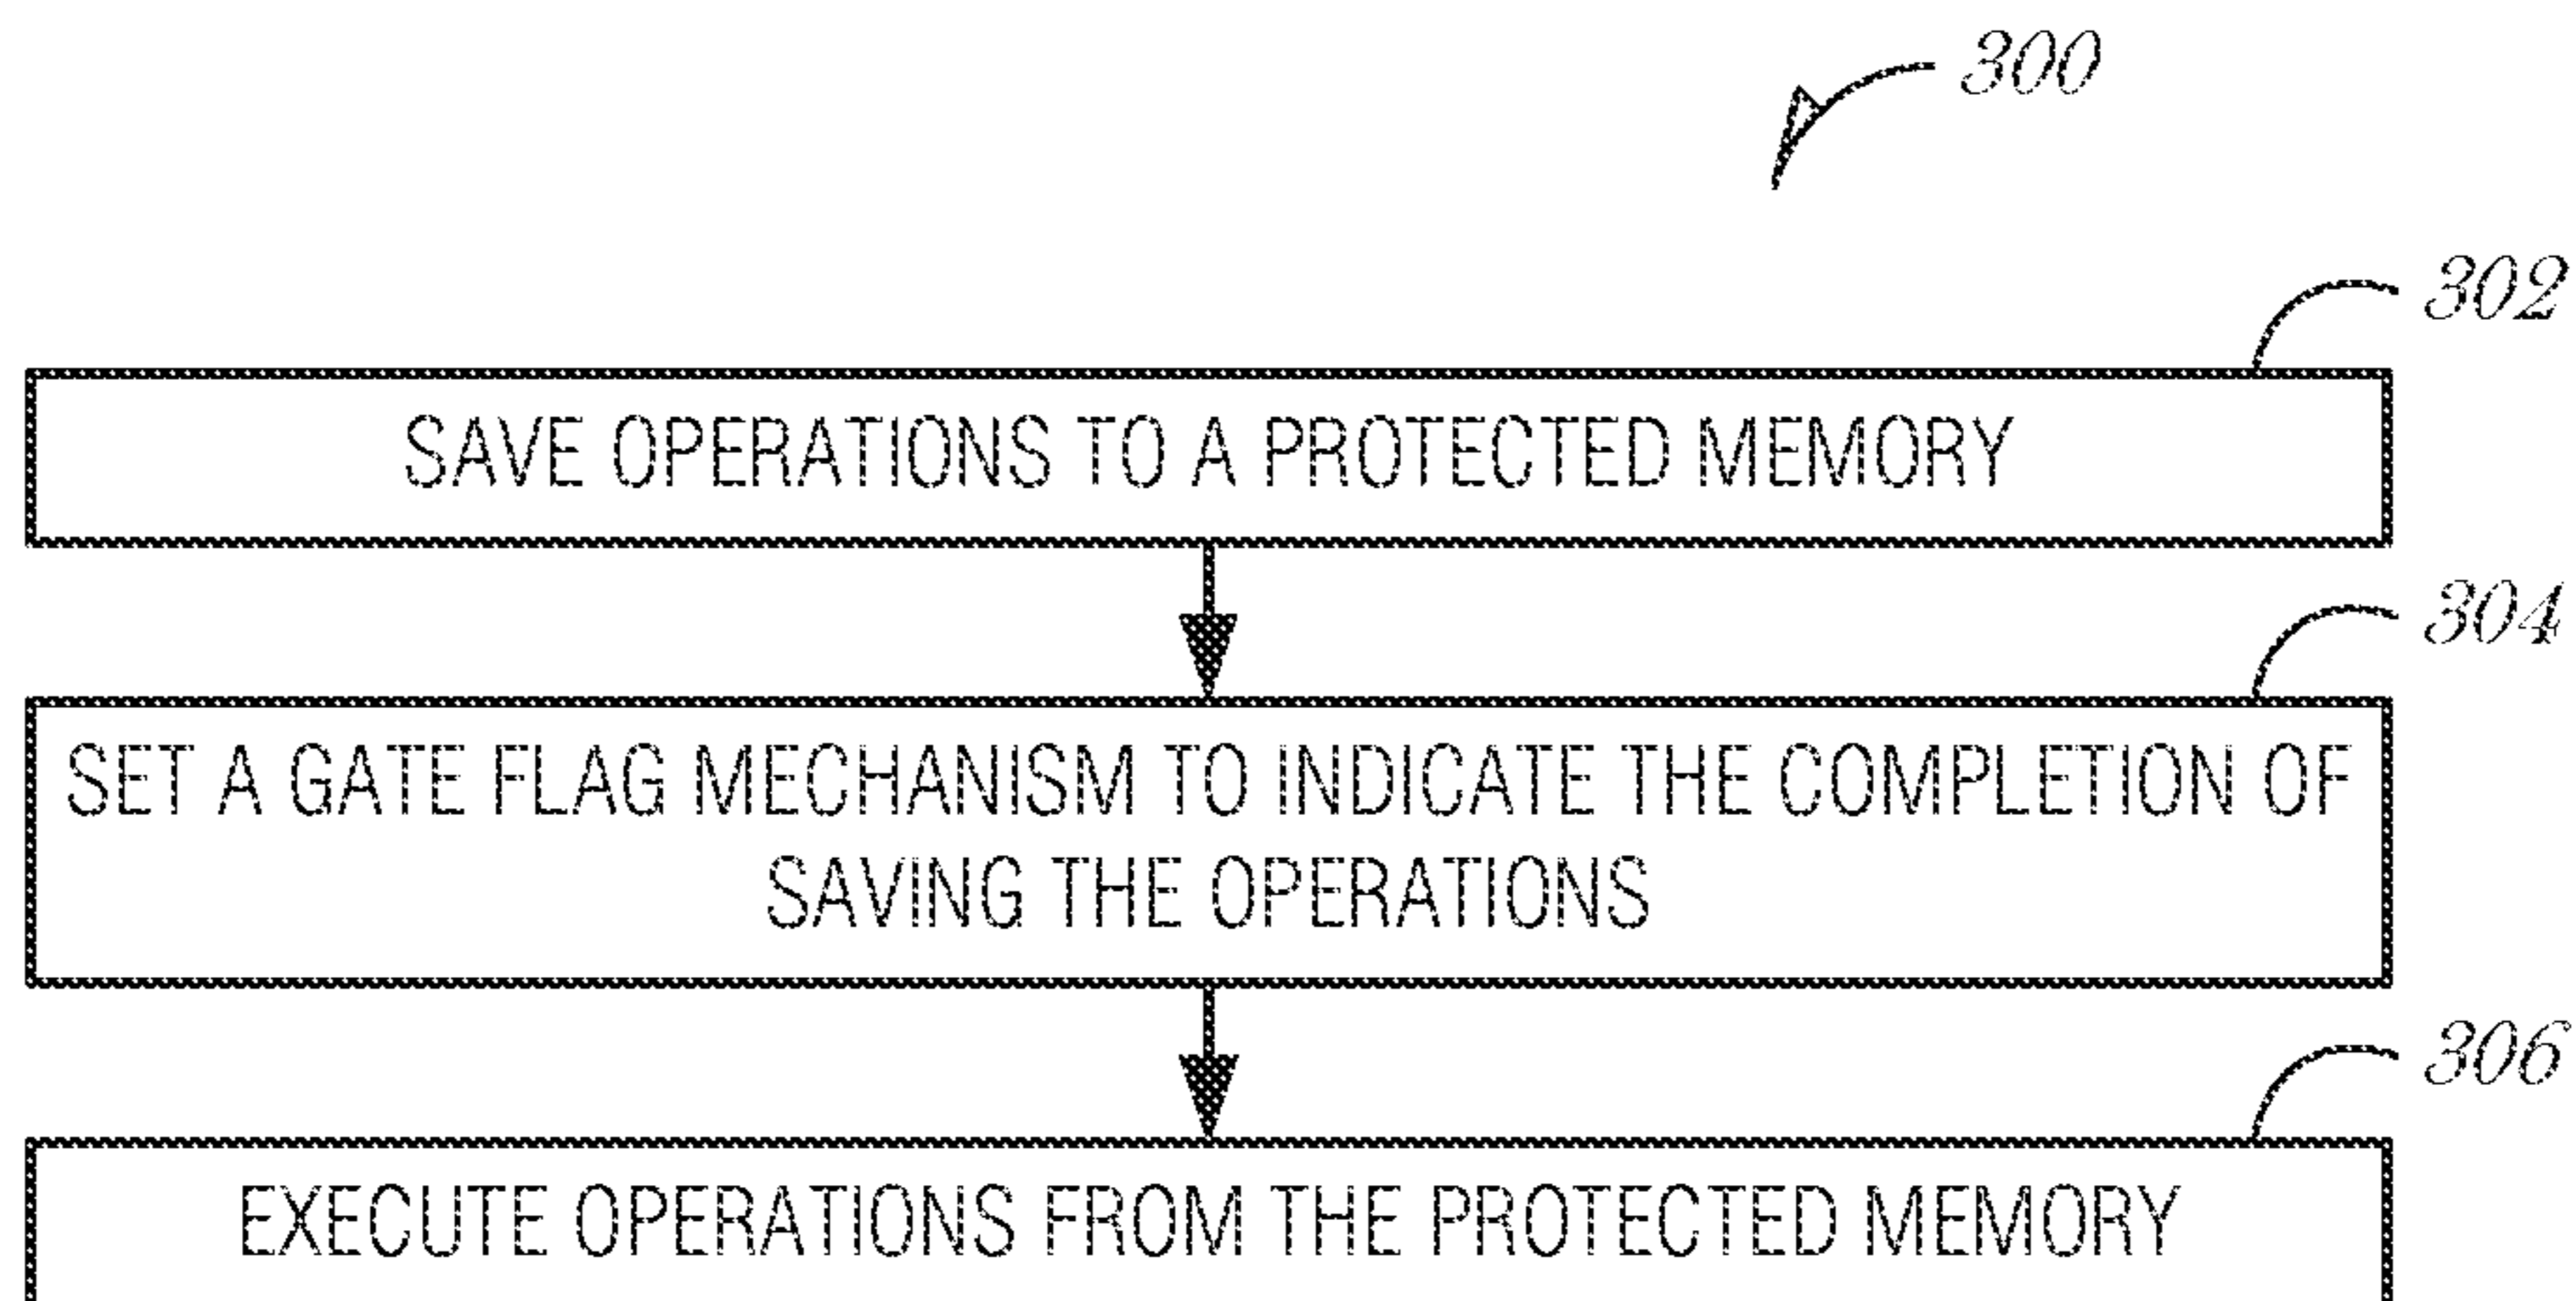 300
302
SAVE OPERATIONS TO A PROTECTED MEMORY
304
SET A GATE FLAG MECHANISM TO INDICATE THE COMPLETION OF
SAVING THE OPERATIONS
306
EXECUTE OPERATIONS FROM THE PROTECTED MEMORY